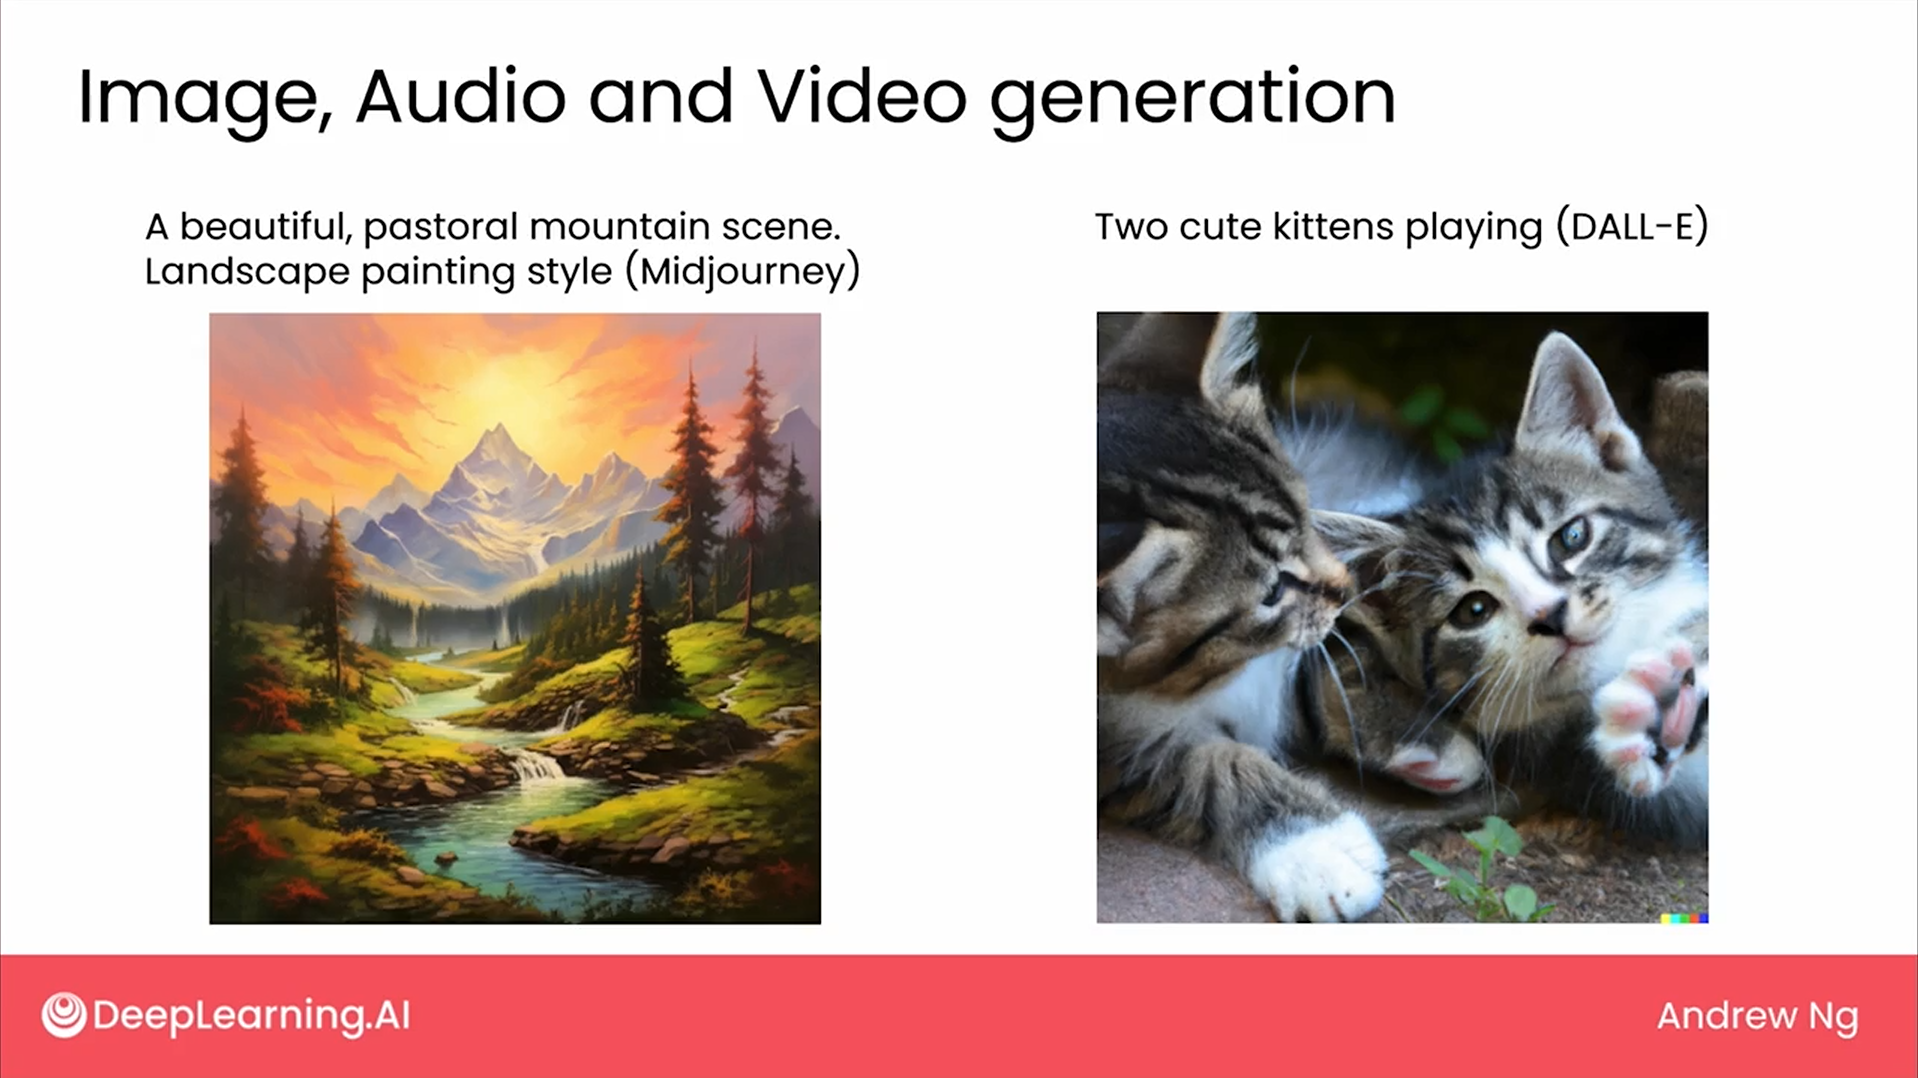 Image, Audio and Video generation
A beautiful, pastoral mountain scene.
Landscape painting style (Midjourney)
Two cute kittens playing (DALL-E)
DeepLearning.AI
Andrew Ng